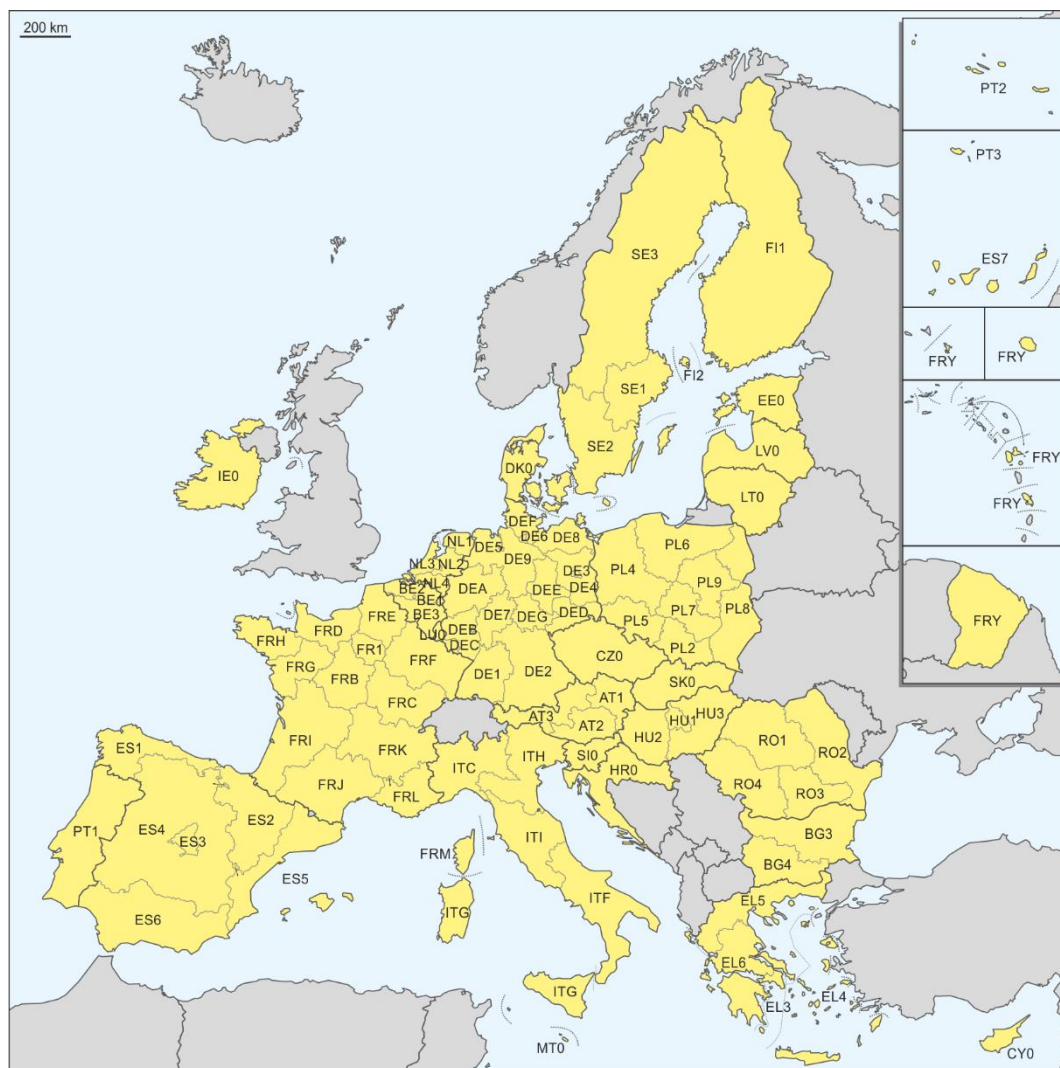 200 km
PT2
PT3
ES7
FRY
FRY
FRY
FRY
FRY
SE3
FI1
SE1
FI2
SE2
EE0
LV0
LT0
DK0
IE0
DEF
DE6
DE8
NL1
DE5
NL3
NL2
DE9
DE3
NL4
DEA
DEE
DE4
BE2
BE1
BE3
DE7
DEG
DED
LU0
DEB
DEC
PL6
PL4
PL9
PL7
PL8
PL5
PL2
FRE
FRD
FRH
FR1
FRF
FRG
FRB
FRC
DE1
DE2
CZ0
SK0
AT1
AT3
AT2
HU1
HU3
HU2
FRI
FRK
ITC
ITH
SI0
HR0
RO1
RO2
RO4
RO3
FRJ
FRL
ES1
ES2
ES4
ES3
PT1
ES5
ES6
FRM
ITI
ITG
ITF
BG3
BG4
EL5
EL6
EL3
EL4
ITG
MT0
CY0